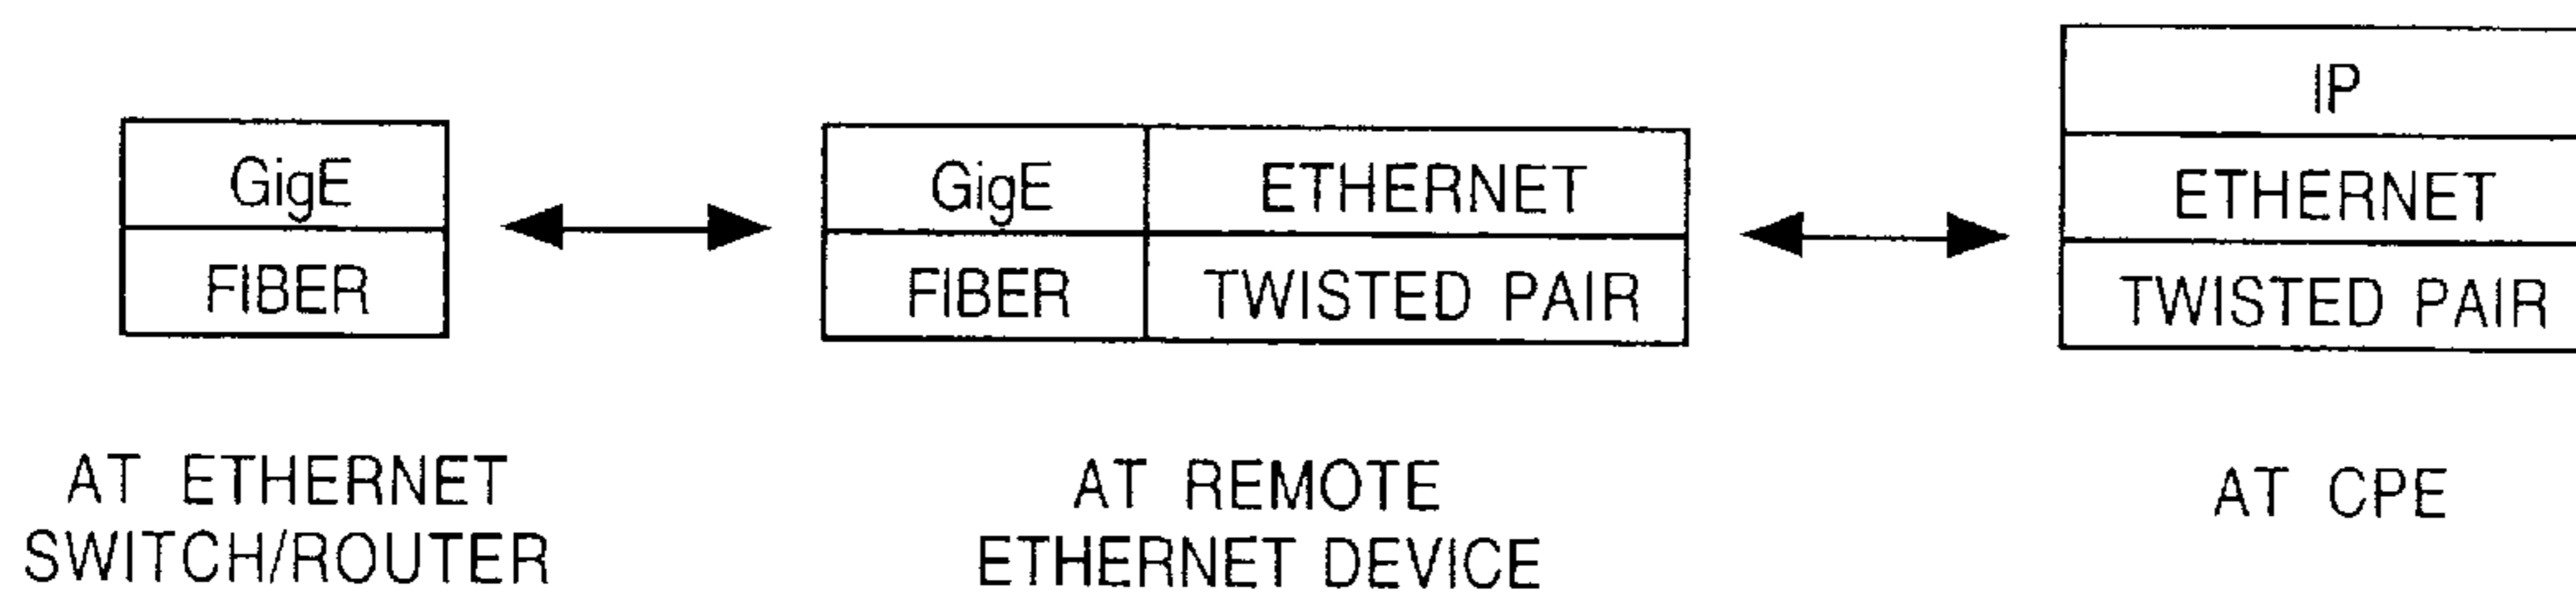 GigE
FIBER
AT ETHERNET
SWITCH/ROUTER
GigE ETHERNET
FIBER TWISTED PAIR
AT REMOTE
ETHERNET DEVICE
IP
ETHERNET
TWISTED PAIR
AT CPE